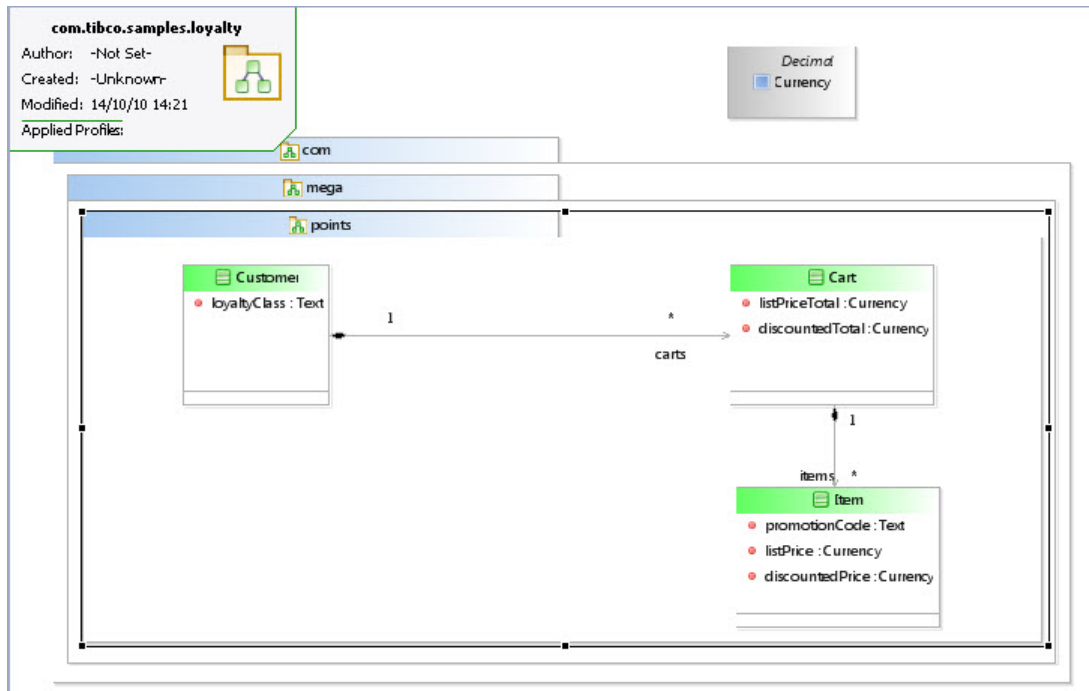 com.tibco.samples.loyalty
Author: -Not Set-
Created: -Unknown-
Modified: 14/10/10 14:21
Applied Profiles:
Decimal
Currency
com
mega
points
Customer
loyaltyClass : Text
1
*
carts
Cart
listPriceTotal : Currency
discountedTotal : Currency
1
items *
Item
promotionCode : Text
listPrice : Currency
discountedPrice : Currency